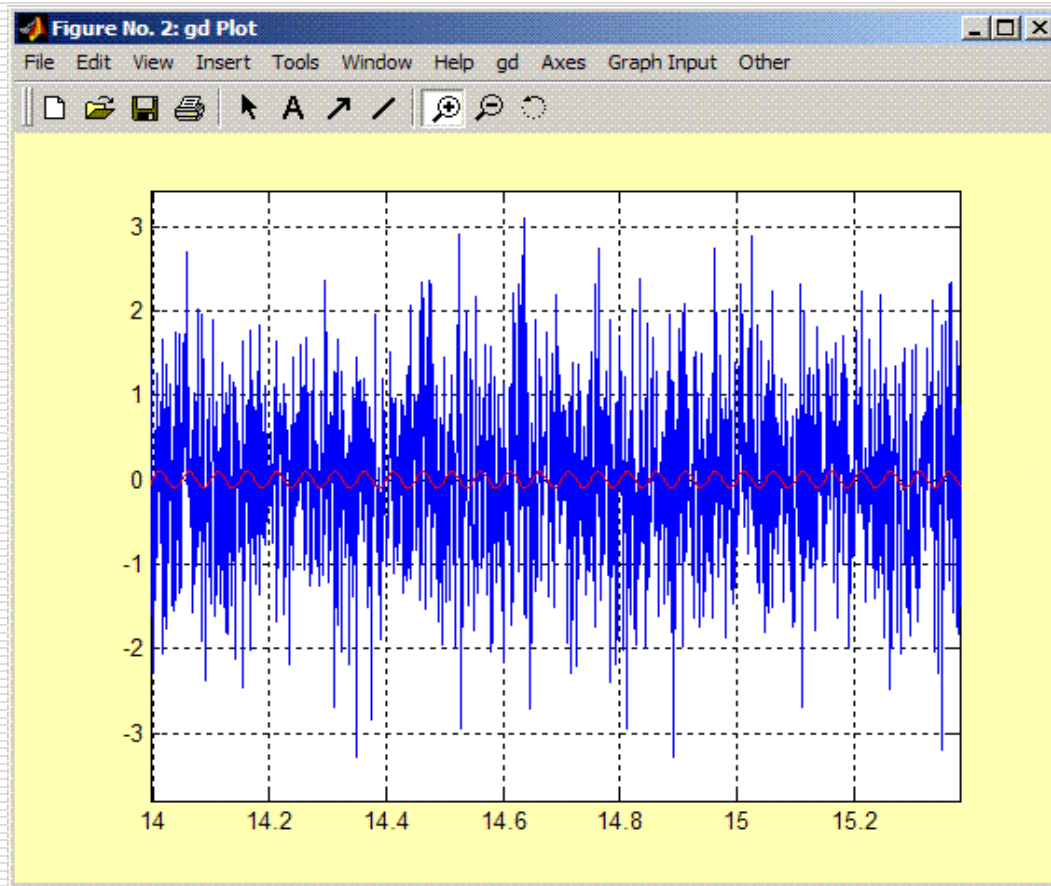 Figure No. 2: gd Plot
File Edit View Insert Tools Window Help gd Axes Graph Input Other
A
3
2
1
0
-1
-2
-3
14 14.2 14.4 14.6 14.8 15 15.2